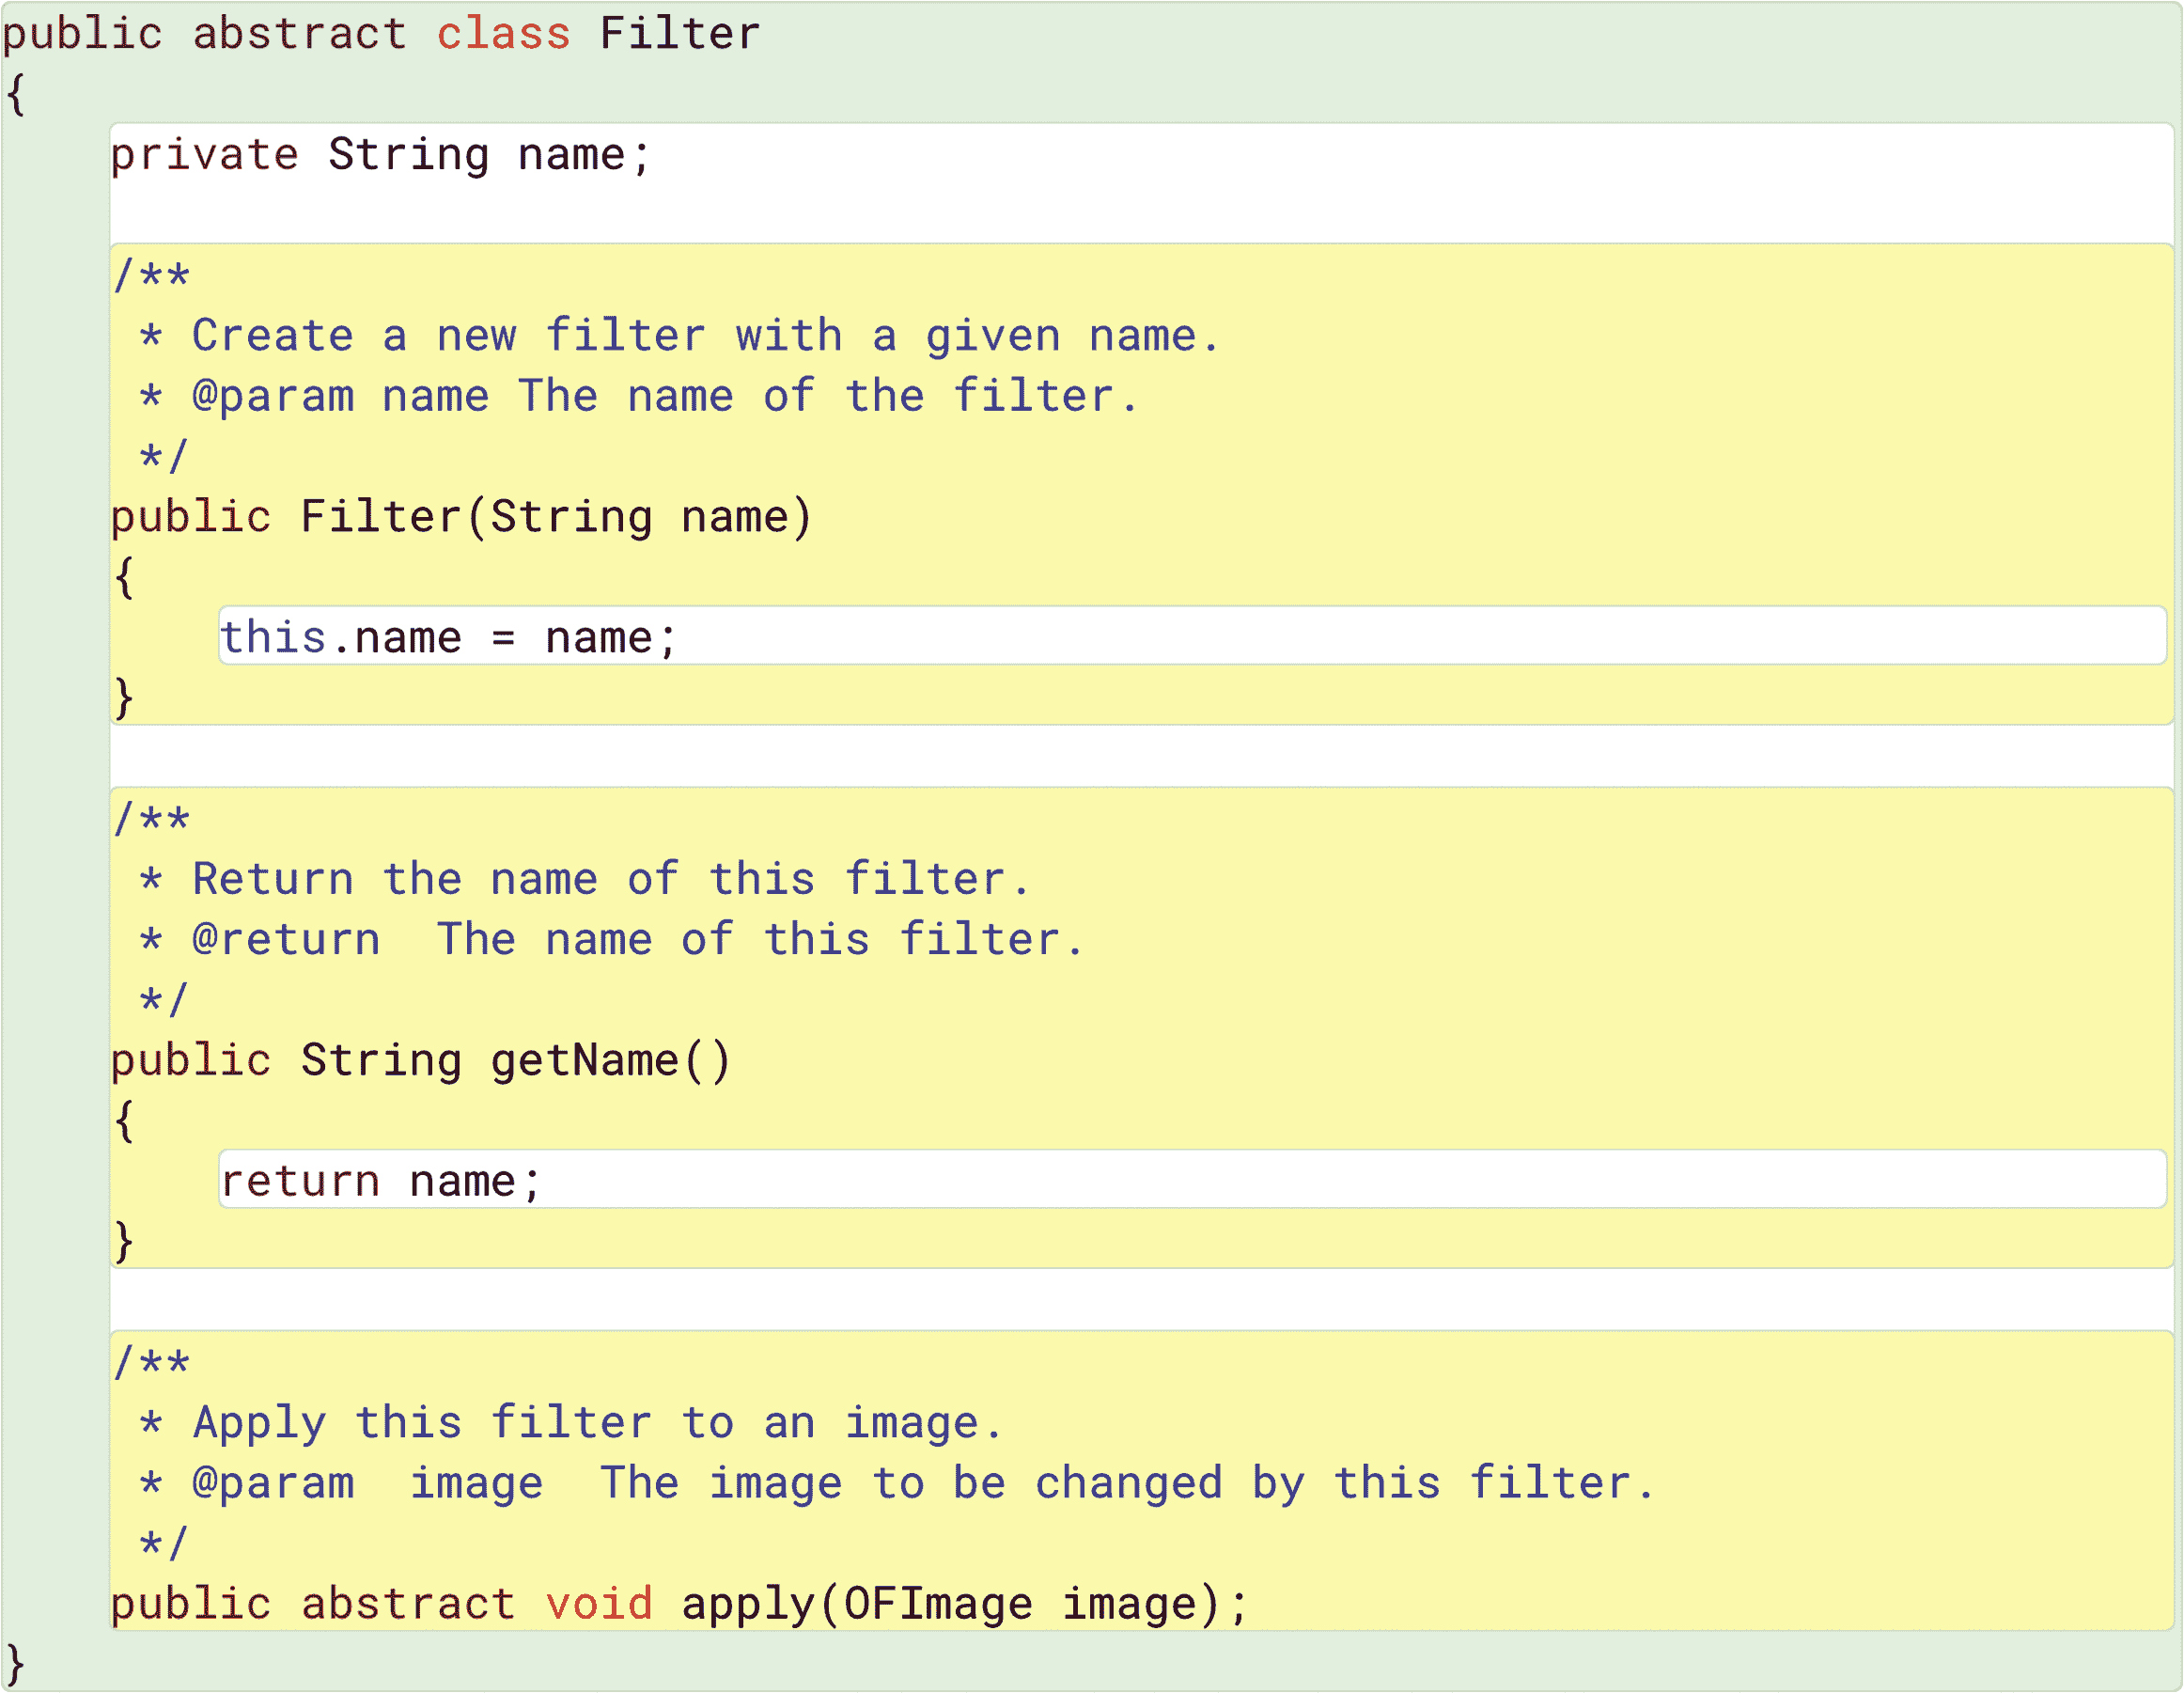 public abstract class Filter
{
    private String name;

    /**
     * Create a new filter with a given name.
     * @param name The name of the filter.
     */
    public Filter(String name)
    {
        this.name = name;
    }

    /**
     * Return the name of this filter.
     * @return  The name of this filter.
     */
    public String getName()
    {
        return name;
    }

    /**
     * Apply this filter to an image.
     * @param  image  The image to be changed by this filter.
     */
    public abstract void apply(OFImage image);
}